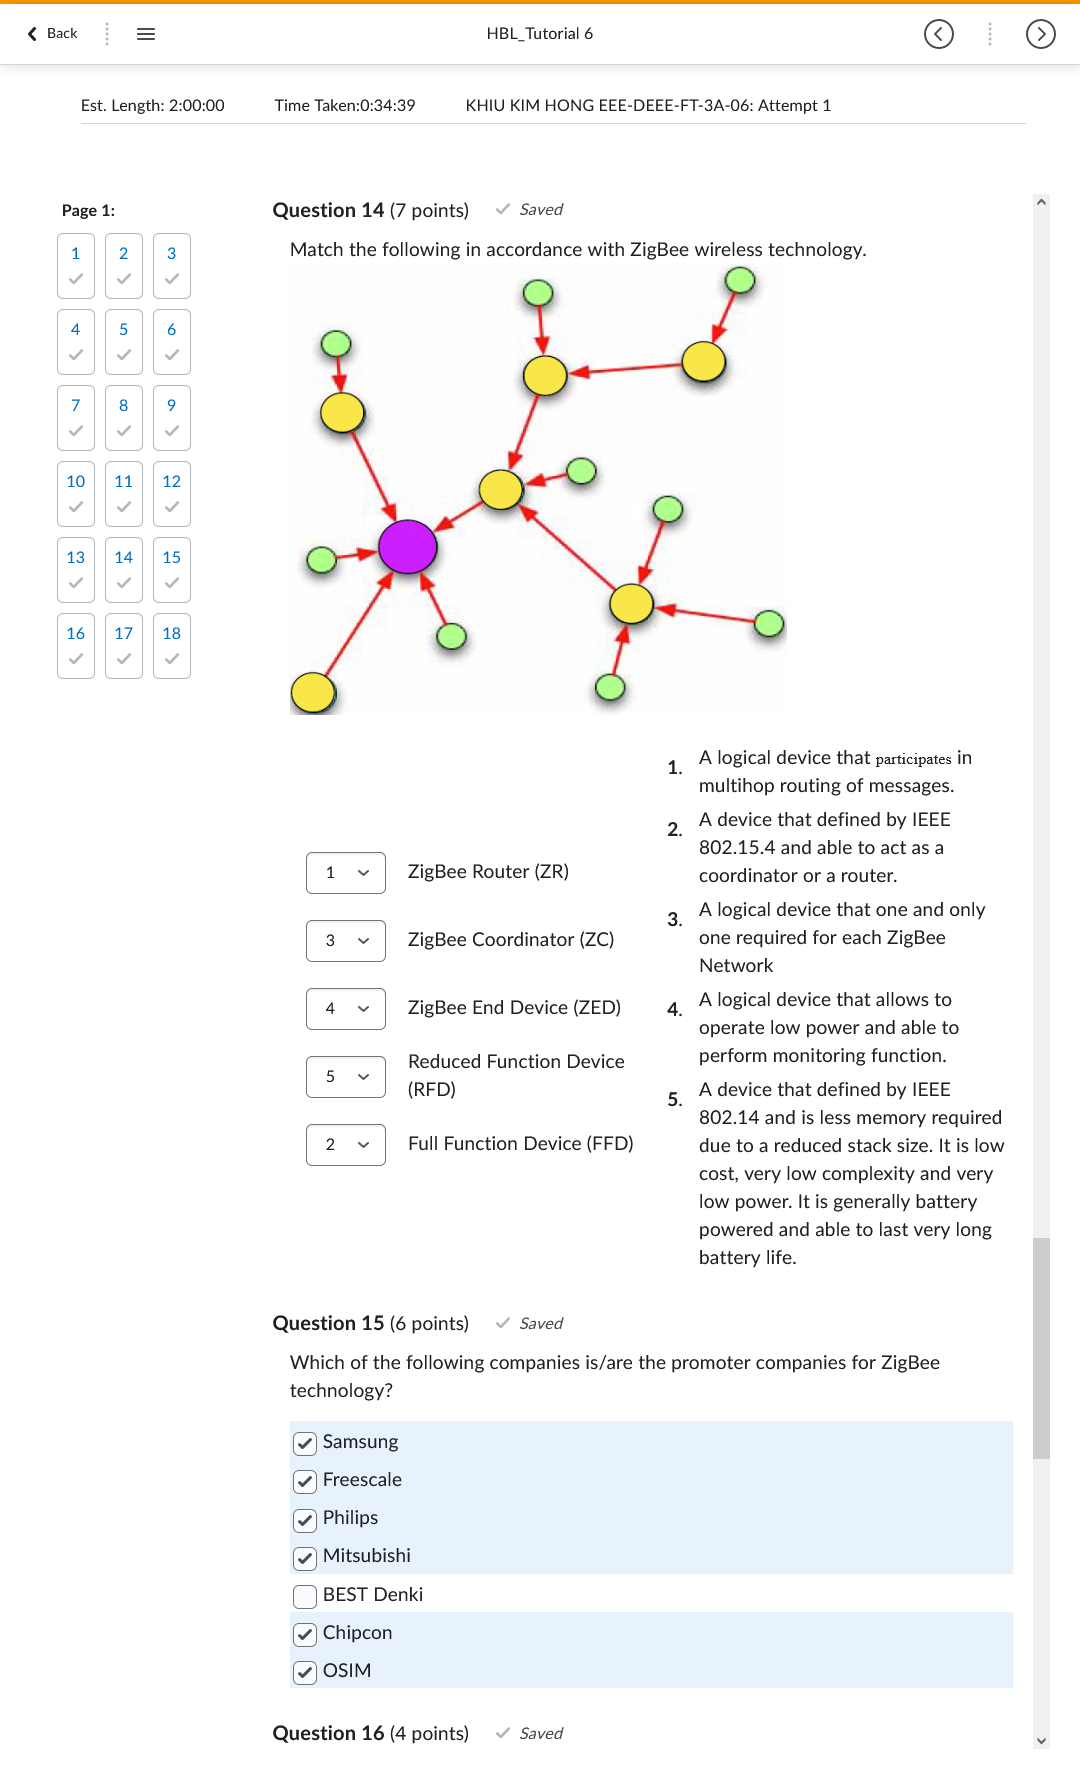 Back
HBL_Tutorial 6
Est. Length: 2:00:00 Time Taken:0:34:39 KHIU KIM HONG EEE-DEEE-FT-3A-06: Attempt 1
Page 1:
1 2 3
4 5 6
7 8 9
10 11 12
13 14 15
16 17 18
Question 14 (7 points) Saved
Match the following in accordance with ZigBee wireless technology.
1 ZigBee Router (ZR)
3 ZigBee Coordinator (ZC)
4 ZigBee End Device (ZED)
5 Reduced Function Device
(RFD)
2 Full Function Device (FFD)
1. A logical device that participates in
multihop routing of messages.
2. A device that defined by IEEE
802.15.4 and able to act as a
coordinator or a router.
3. A logical device that one and only
one required for each ZigBee
Network
4. A logical device that allows to
operate low power and able to
perform monitoring function.
5. A device that defined by IEEE
802.14 and is less memory required
due to a reduced stack size. It is low
cost, very low complexity and very
low power. It is generally battery
powered and able to last very long
battery life.
Question 15 (6 points) Saved
Which of the following companies is/are the promoter companies for ZigBee
technology?
Samsung
Freescale
Philips
Mitsubishi
BEST Denki
Chipcon
OSIM
Question 16 (4 points) Saved